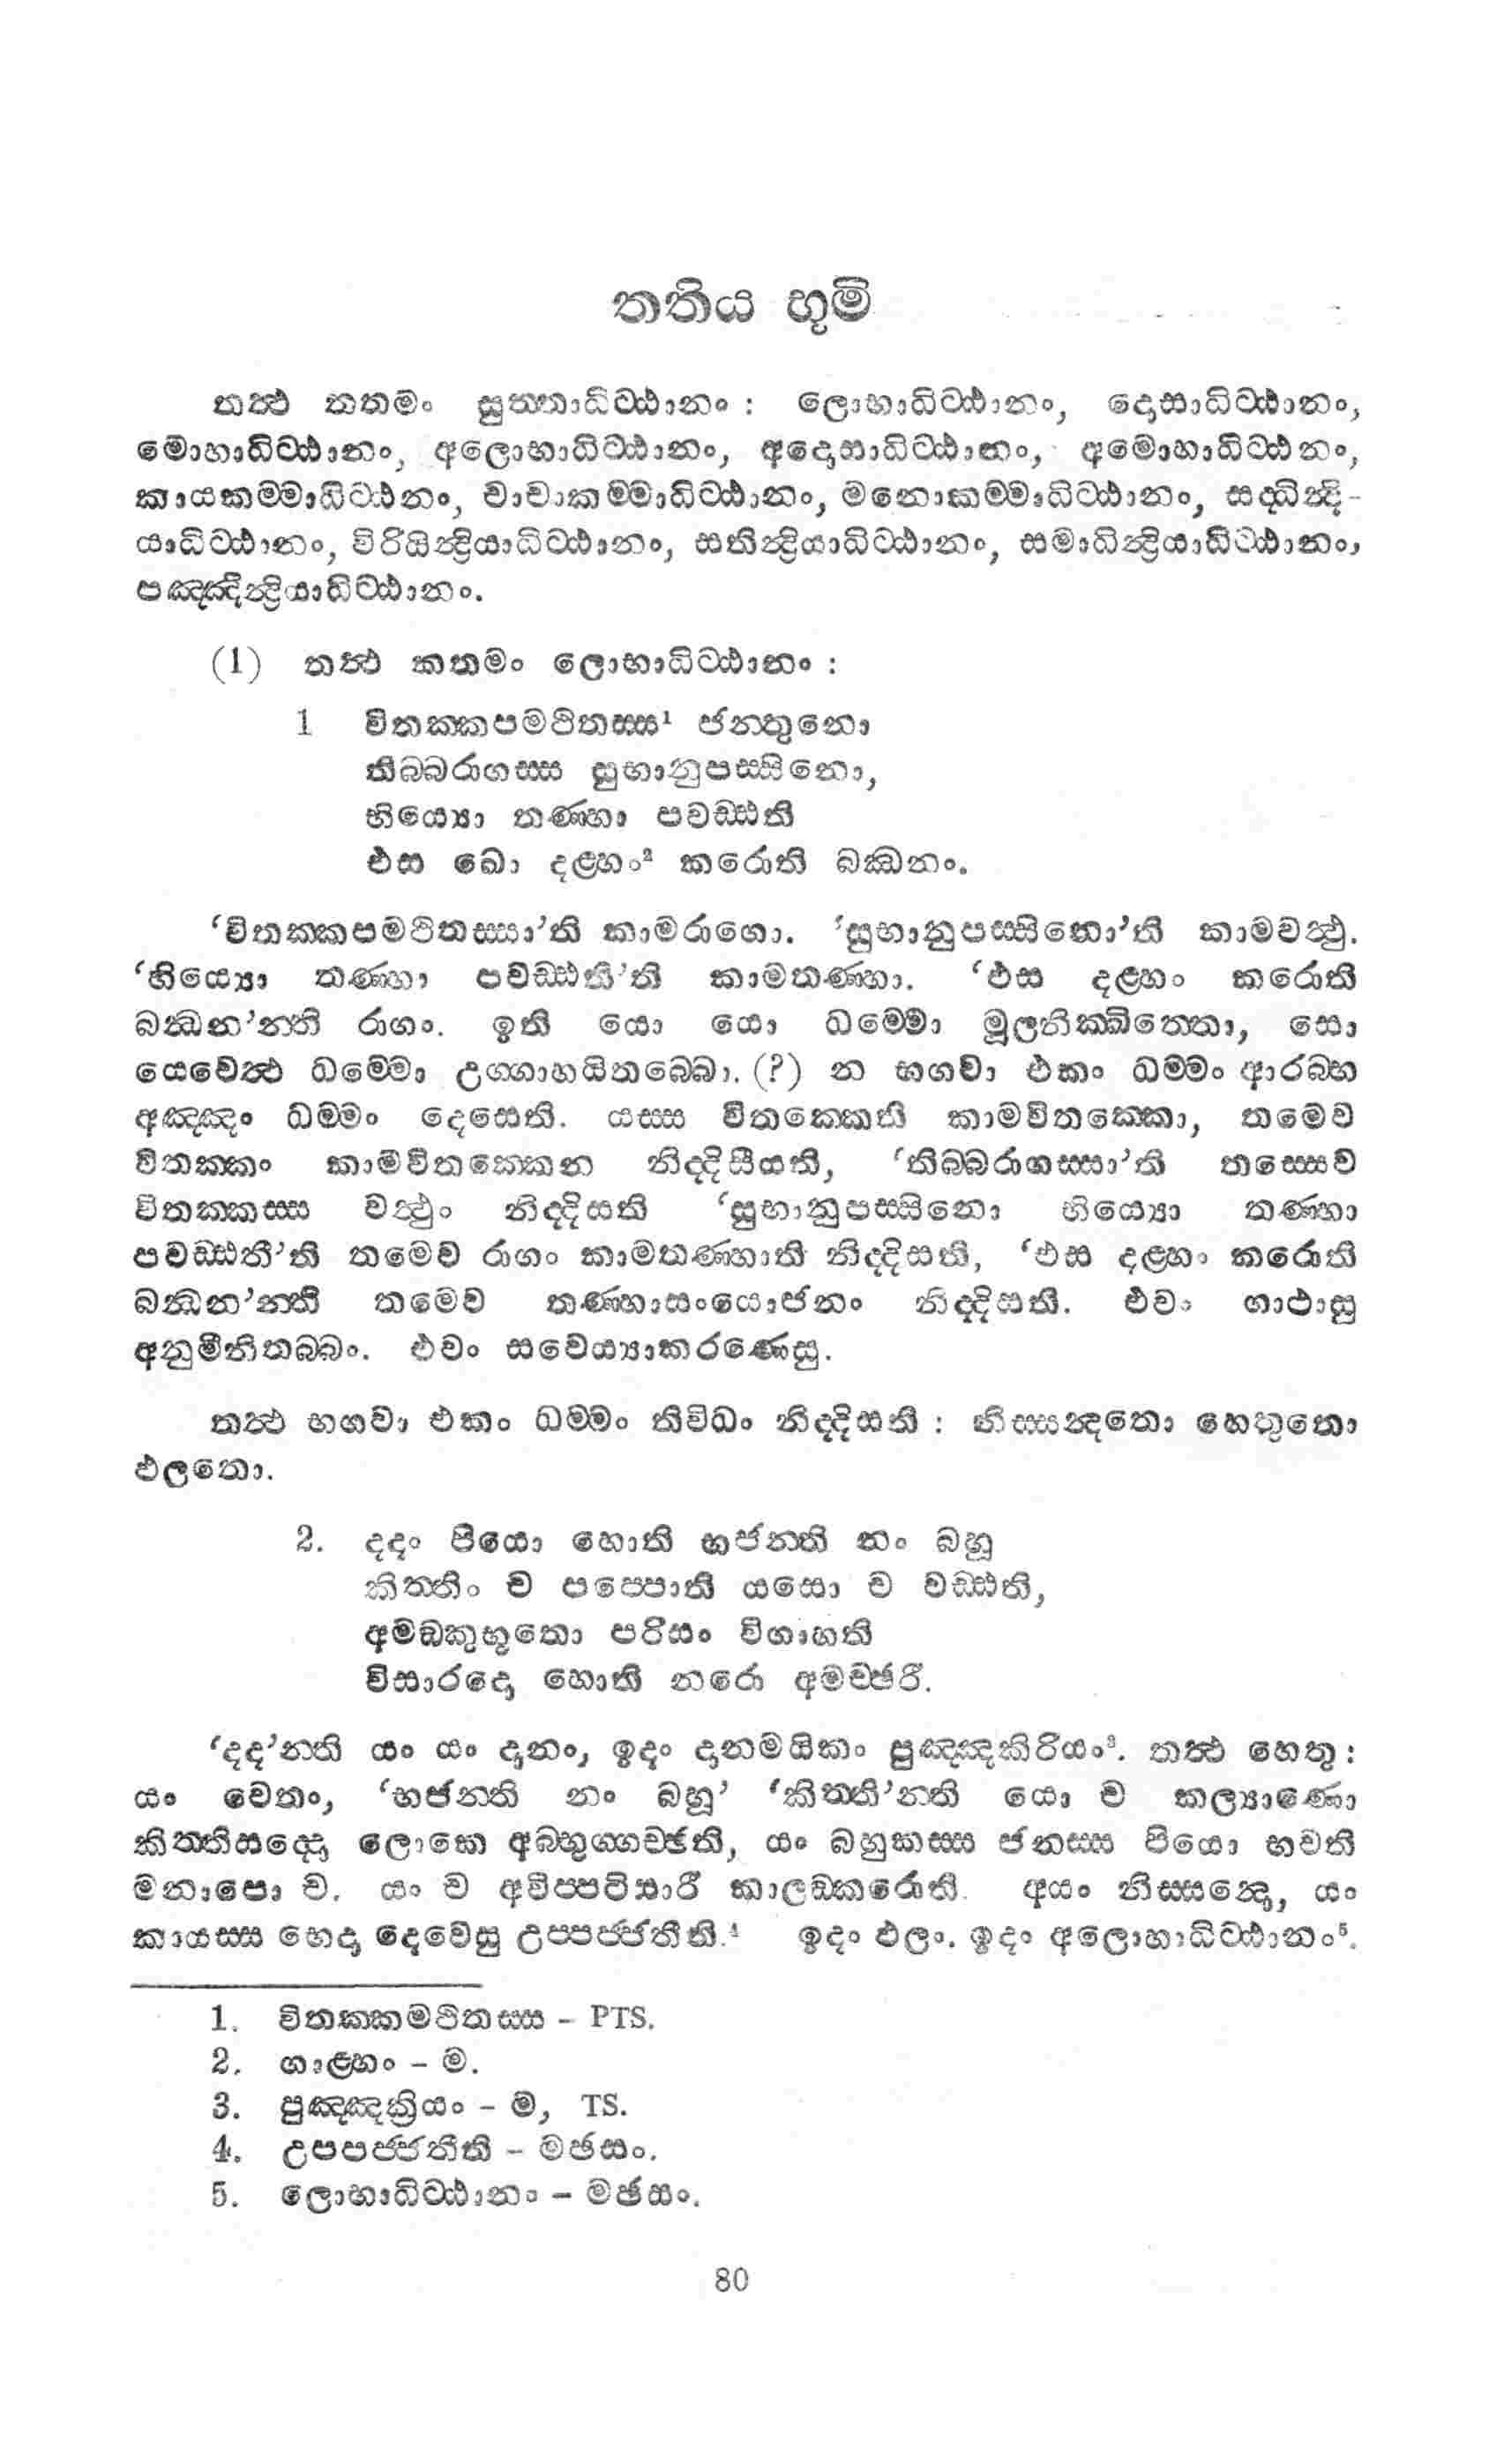 තතිය භූමි
තත්‍ථ තතමං සුත්තාධිට්ඨානං : ලොභාධිට්ඨානං, දොසාධිට්ඨානං,
මොහාධිට්ඨානං, අලොභාධිට්ඨානං, අදොසාධිට්ඨානං, අමොහාධිට්ඨනං,
කායකම්මාධිට්ඨනං, වාචාකම්මාධිට්ඨානං, මනොකම්මාධිට්ඨානං, සද්ධින්‍ද්‍රි-
යාධිට්ඨානං, විරියින්‍ද්‍රියාධිට්ඨානං, සතින්‍ද්‍රියාධිට්ඨානං, සමාධින්‍ද්‍රියාධිට්ඨානං,
පඤ්ඤින්‍ද්‍රියාධිට්ඨානං.
(1) තත්‍ථ කතමං ලොභාධිට්ඨානං :
1 විතක්කපමථිතස්ස¹ ජන්තුනො
තිබ්බරාගස්ස සුභානුපස්සිනො,
භිය්‍යො තණ්හා පවඩ්ඪති
එස ඛො දළ්හං² කරොති බන්‍ධනං.
‘විතක්කපමථිතස්සා’ති කාමරාගො. ‘සුභානුපස්සිනො’ති කාමවත්‍ථු.
‘භිය්‍යො තණ්හා පවඩ්ඪතී’ති කාමතණ්හා. ‘එස දළ්හං කරොති
බන්‍ධන’න්ති රාගං. ඉති යො යො ධම්මො මූලනික්ඛිත්තො, සො
යෙවෙත්‍ථ ධම්මො උග්ගාහයිතබ්බො. (?) න භගවා එකං ධම්මං ආරබ්භ
අඤ්ඤං ධම්මං දෙසෙති. යස්ස විතක්කෙති කාමවිතක්කො, තමෙව
විතක්කං කාමවිතක්කෙන නිද්දිසීයති, ‘තිබ්බරාගස්සා’ති තස්සෙව
විතක්කස්ස වත්‍ථුං නිද්දිසති ‘සුභානුපස්සිනො භිය්‍යො තණ්හා
පවඩ්ඪතී’ති තමෙව රාගං කාමතණ්හාති නිද්දිසති, ‘එස දළ්හං කරොති
බන්‍ධන’න්ති තමෙව තණ්හාසංයොජනං නිද්දිසති. එවං ගාථාසු
අනුමීනිතබ්බං. එවං සවෙය්‍යාකරණෙසු.
තත්‍ථ භගවා එකං ධම්මං තිවිධං නිද්දිසති : නිස්සන්‍දතො හෙතුතො
ඵලතො.
2. දදං පියො හොති භජන්ති නං බහූ
කිත්තිං ච පප්පොති යසො ච වඩ්ඪති,
අමඞ්කුභූතො පරිසං විගාහති
විසාරදො හොති නරො අමච්ඡරී.
‘දද’න්ති යං යං දානං, ඉදං දානමයිකං පුඤ්ඤකිරියං³. තත්‍ථ හෙතු :
යං චෙතං, ‘භජන්ති නං බහූ’ ‘කිත්ති’න්ති යො ච කල්‍යාණො
කිත්තිසද්දො ලොකෙ අබ්භුග්ගච්ඡති, යං බහුකස්ස ජනස්ස පියො භවති
මනාපො ච. යං ච අවිප්පටිසාරී කාලඞ්කරොති. අයං නිස්සන්‍දො, යං
කායස්ස භෙදා දෙවෙසු උප්පජ්ජතීති.⁴ ඉදං ඵලං. ඉදං අලොභාධිට්ඨානං⁵.
1. විතක්කමථිතස්ස – PTS.
2. ගාළ්හං – ම.
3. පුඤ්ඤක්‍රියං – ම, TS.
4. උපපජ්ජතීති – මඡසං.
5. ලොභාධිට්ඨානං – මඡසං.
80